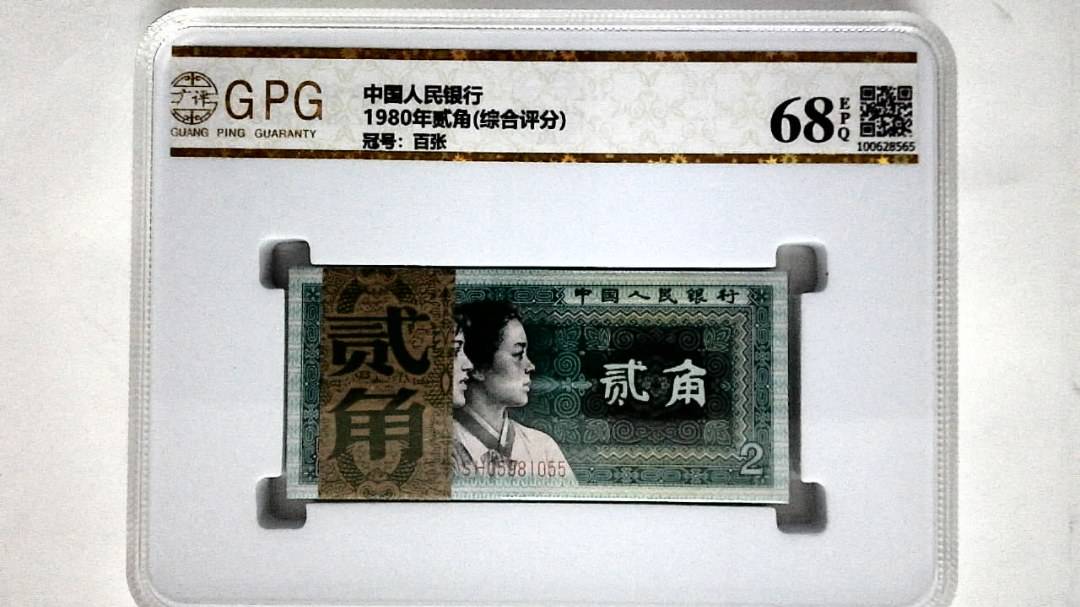 广评
GPG
GUANG PING GUARANTY
中国人民银行
1980年贰角(综合评分)
冠号：百张
68
EPQ
100628565
贰角
中国人民银行
贰角
SH05981055
2